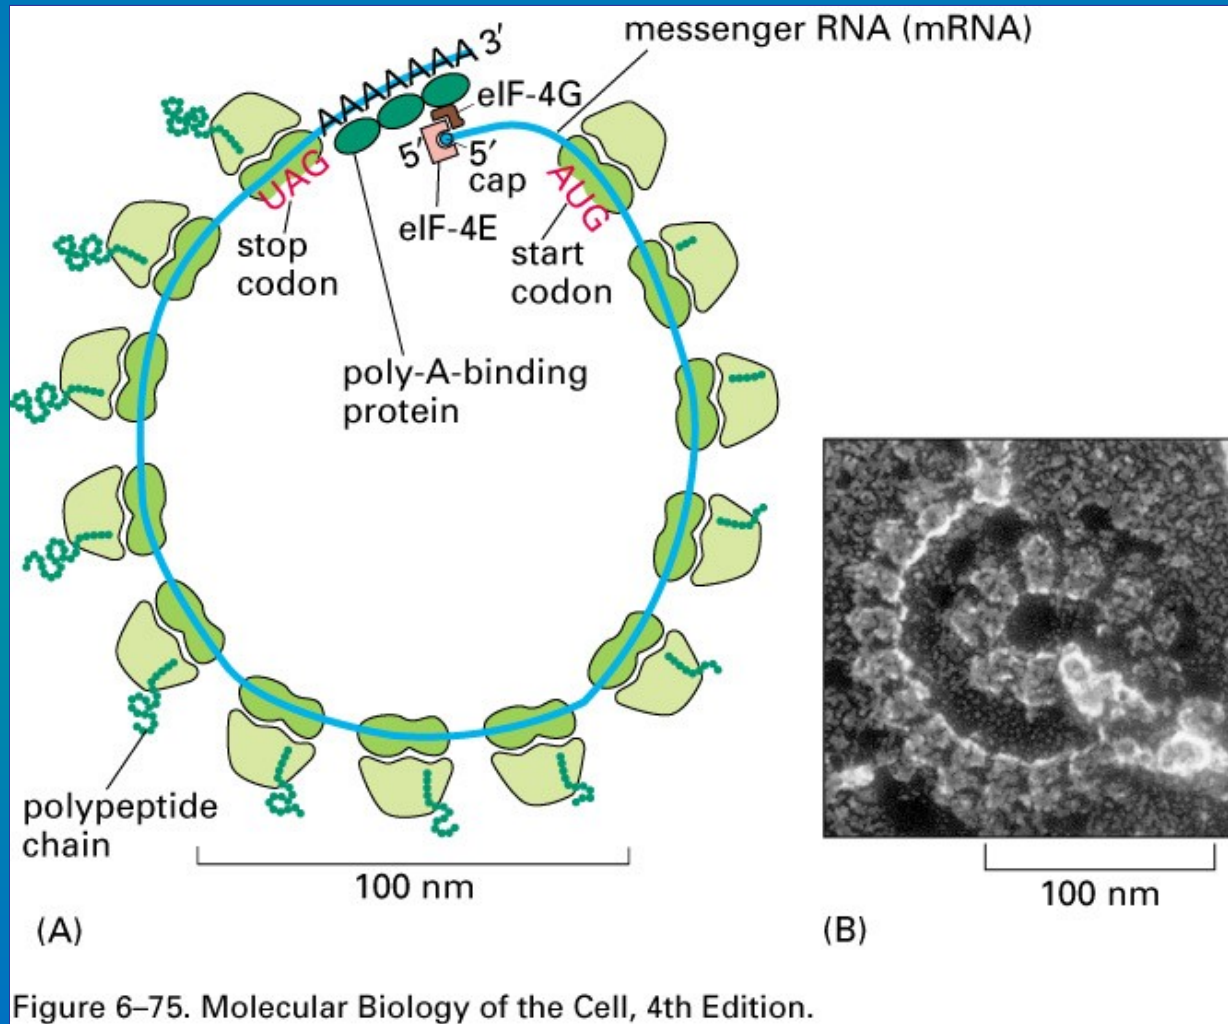 messenger RNA (mRNA)
AAAAAAA 3′
eIF-4G
5′
5′
cap
eIF-4E
UAG
stop
codon
AUG
start
codon
poly-A-binding
protein
polypeptide
chain
100 nm
(A)
100 nm
(B)
Figure 6–75. Molecular Biology of the Cell, 4th Edition.